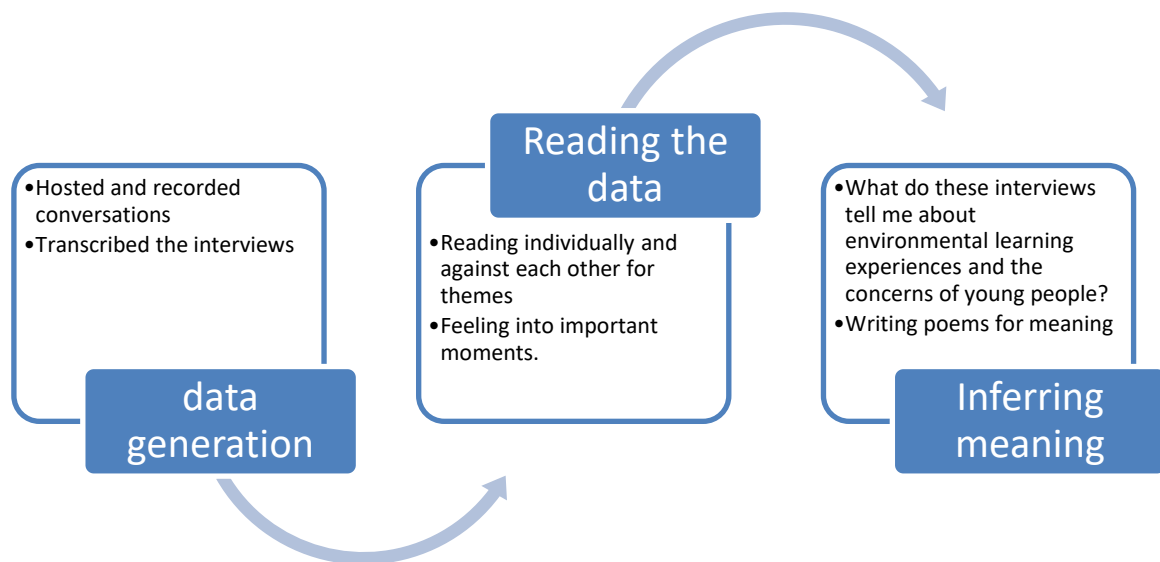 •Hosted and recorded
conversations
•Transcribed the interviews
data
generation
Reading the
data
•Reading individually and
against each other for
themes
•Feeling into important
moments.
•What do these interviews
tell me about
environmental learning
experiences and the
concerns of young people?
•Writing poems for meaning
Inferring
meaning